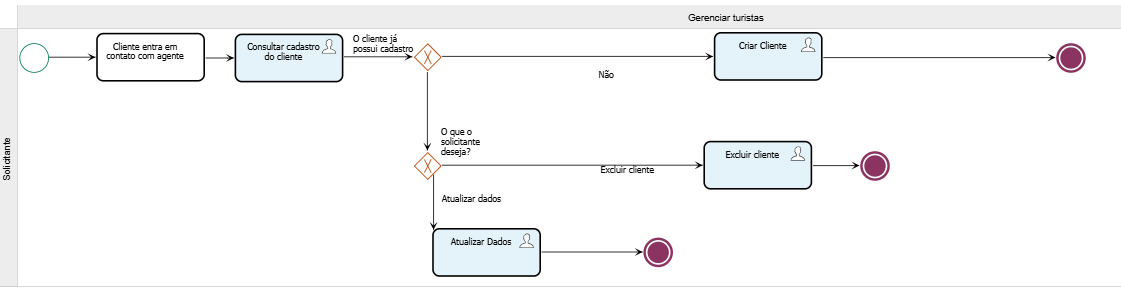 Gerenciar turistas
Solicitante
Cliente entra em
contato com agente
Consultar cadastro
do cliente
O cliente já
possui cadastro
Não
Criar Cliente
O que o
solicitante
deseja?
Excluir cliente
Excluir cliente
Atualizar dados
Atualizar Dados